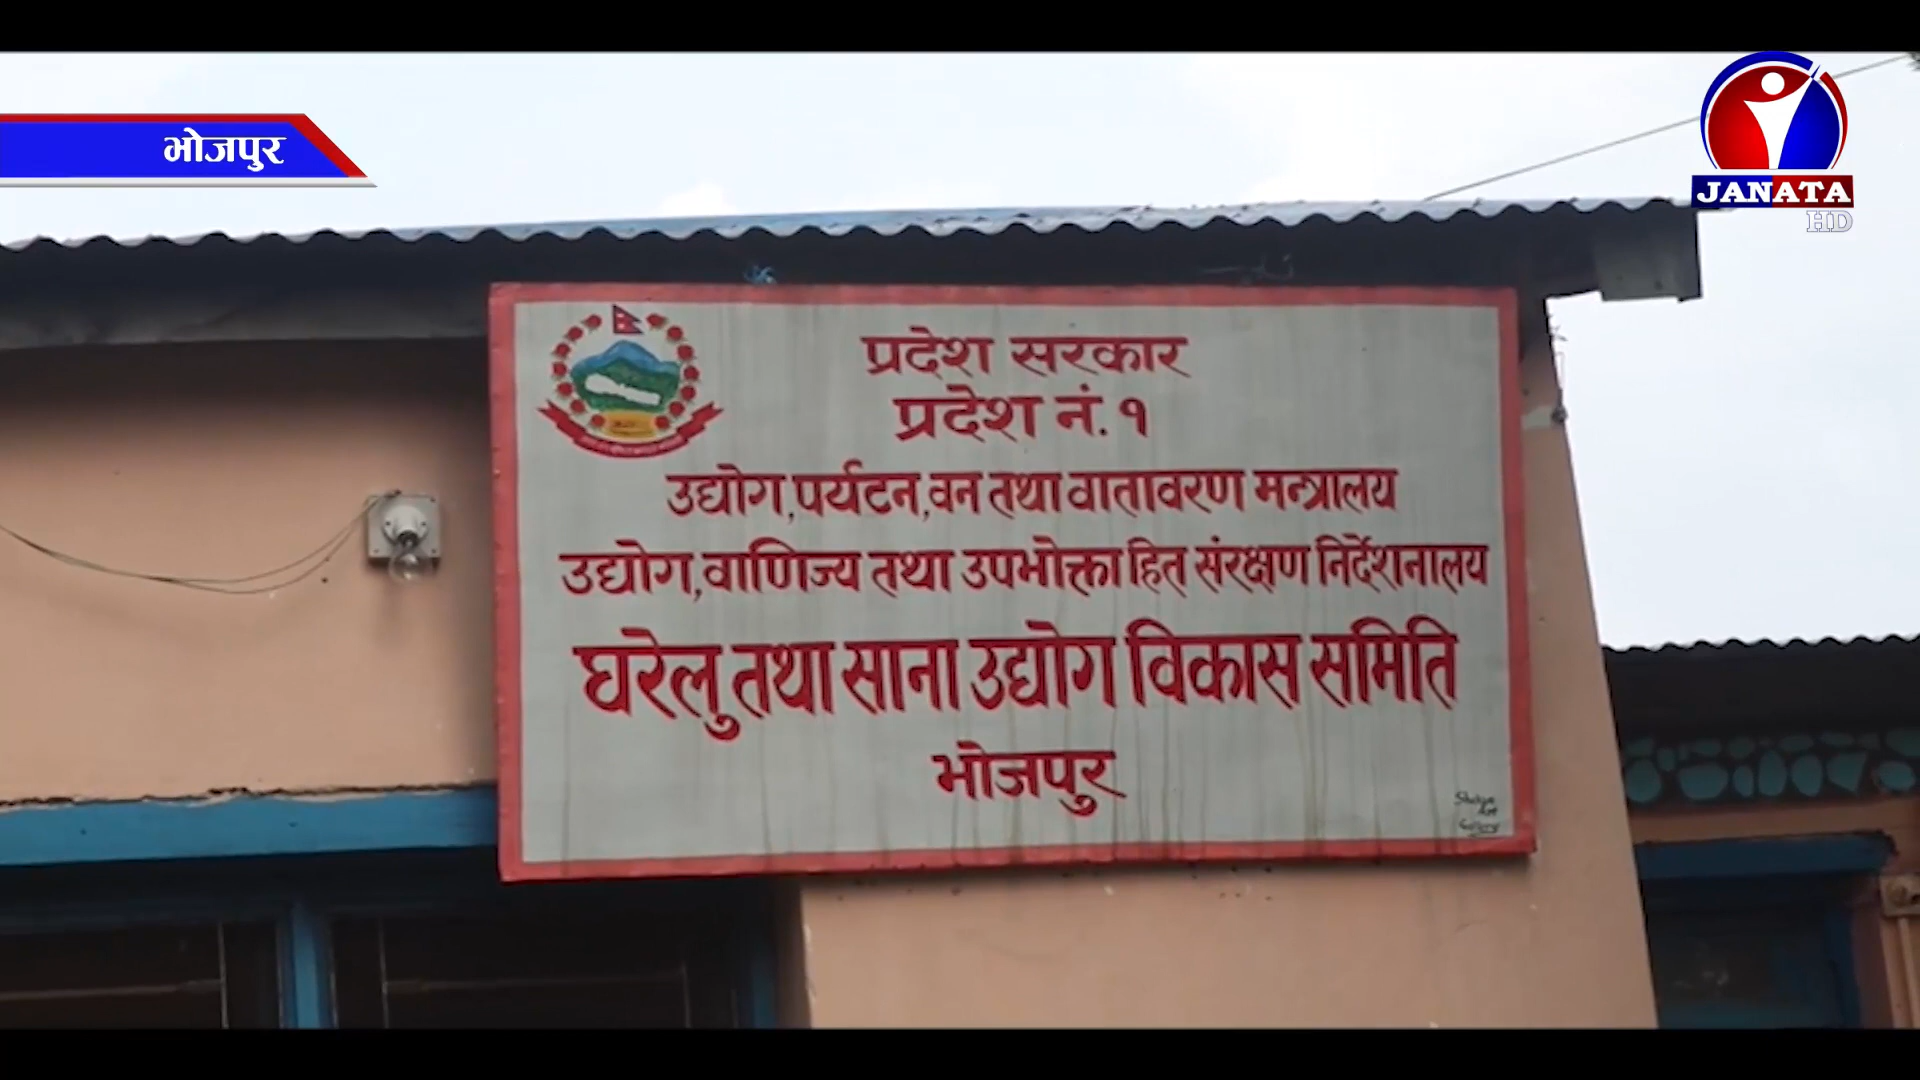 भोजपुर
JANATA
HD
प्रदेश सरकार
प्रदेश नं. १
उद्योग, पर्यटन, वन तथा वातावरण मन्त्रालय
उद्योग, वाणिज्य तथा उपभोक्ता हित संरक्षण निर्देशनालय
घरेलु तथा साना उद्योग विकास समिति
भोजपुर